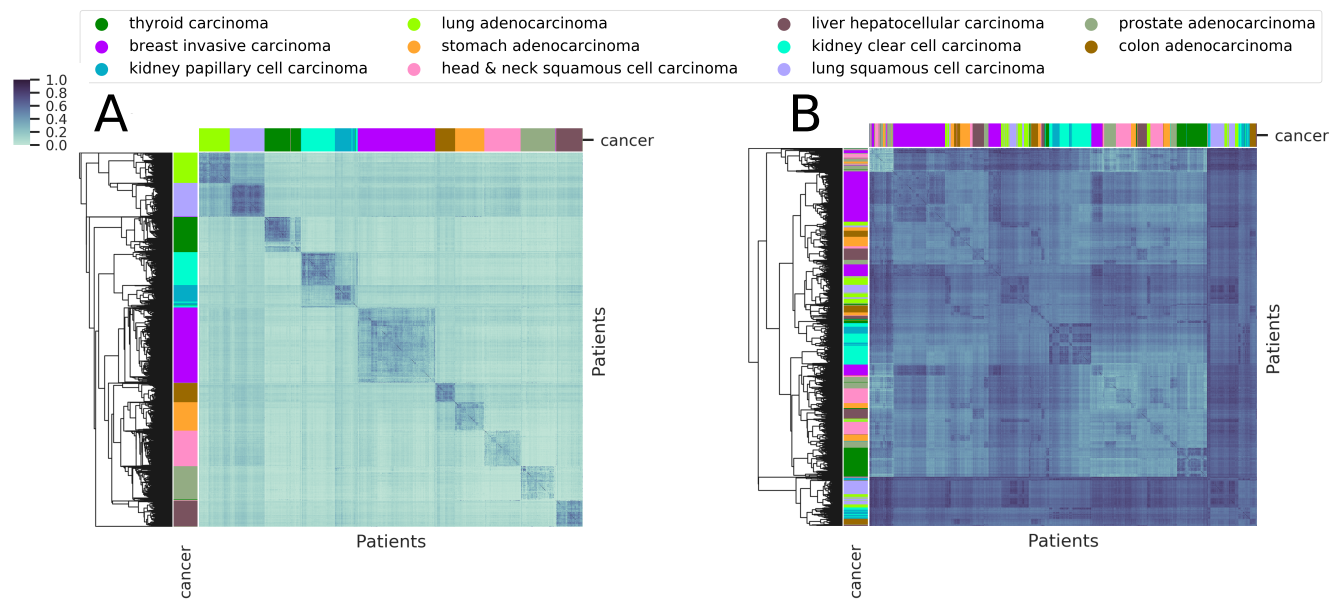 thyroid carcinoma
breast invasive carcinoma
kidney papillary cell carcinoma
lung adenocarcinoma
stomach adenocarcinoma
head & neck squamous cell carcinoma
liver hepatocellular carcinoma
kidney clear cell carcinoma
lung squamous cell carcinoma
prostate adenocarcinoma
colon adenocarcinoma
1.0
0.8
0.6
0.4
0.2
0.0
A
cancer
Patients
Patients
cancer
B
cancer
Patients
Patients
cancer